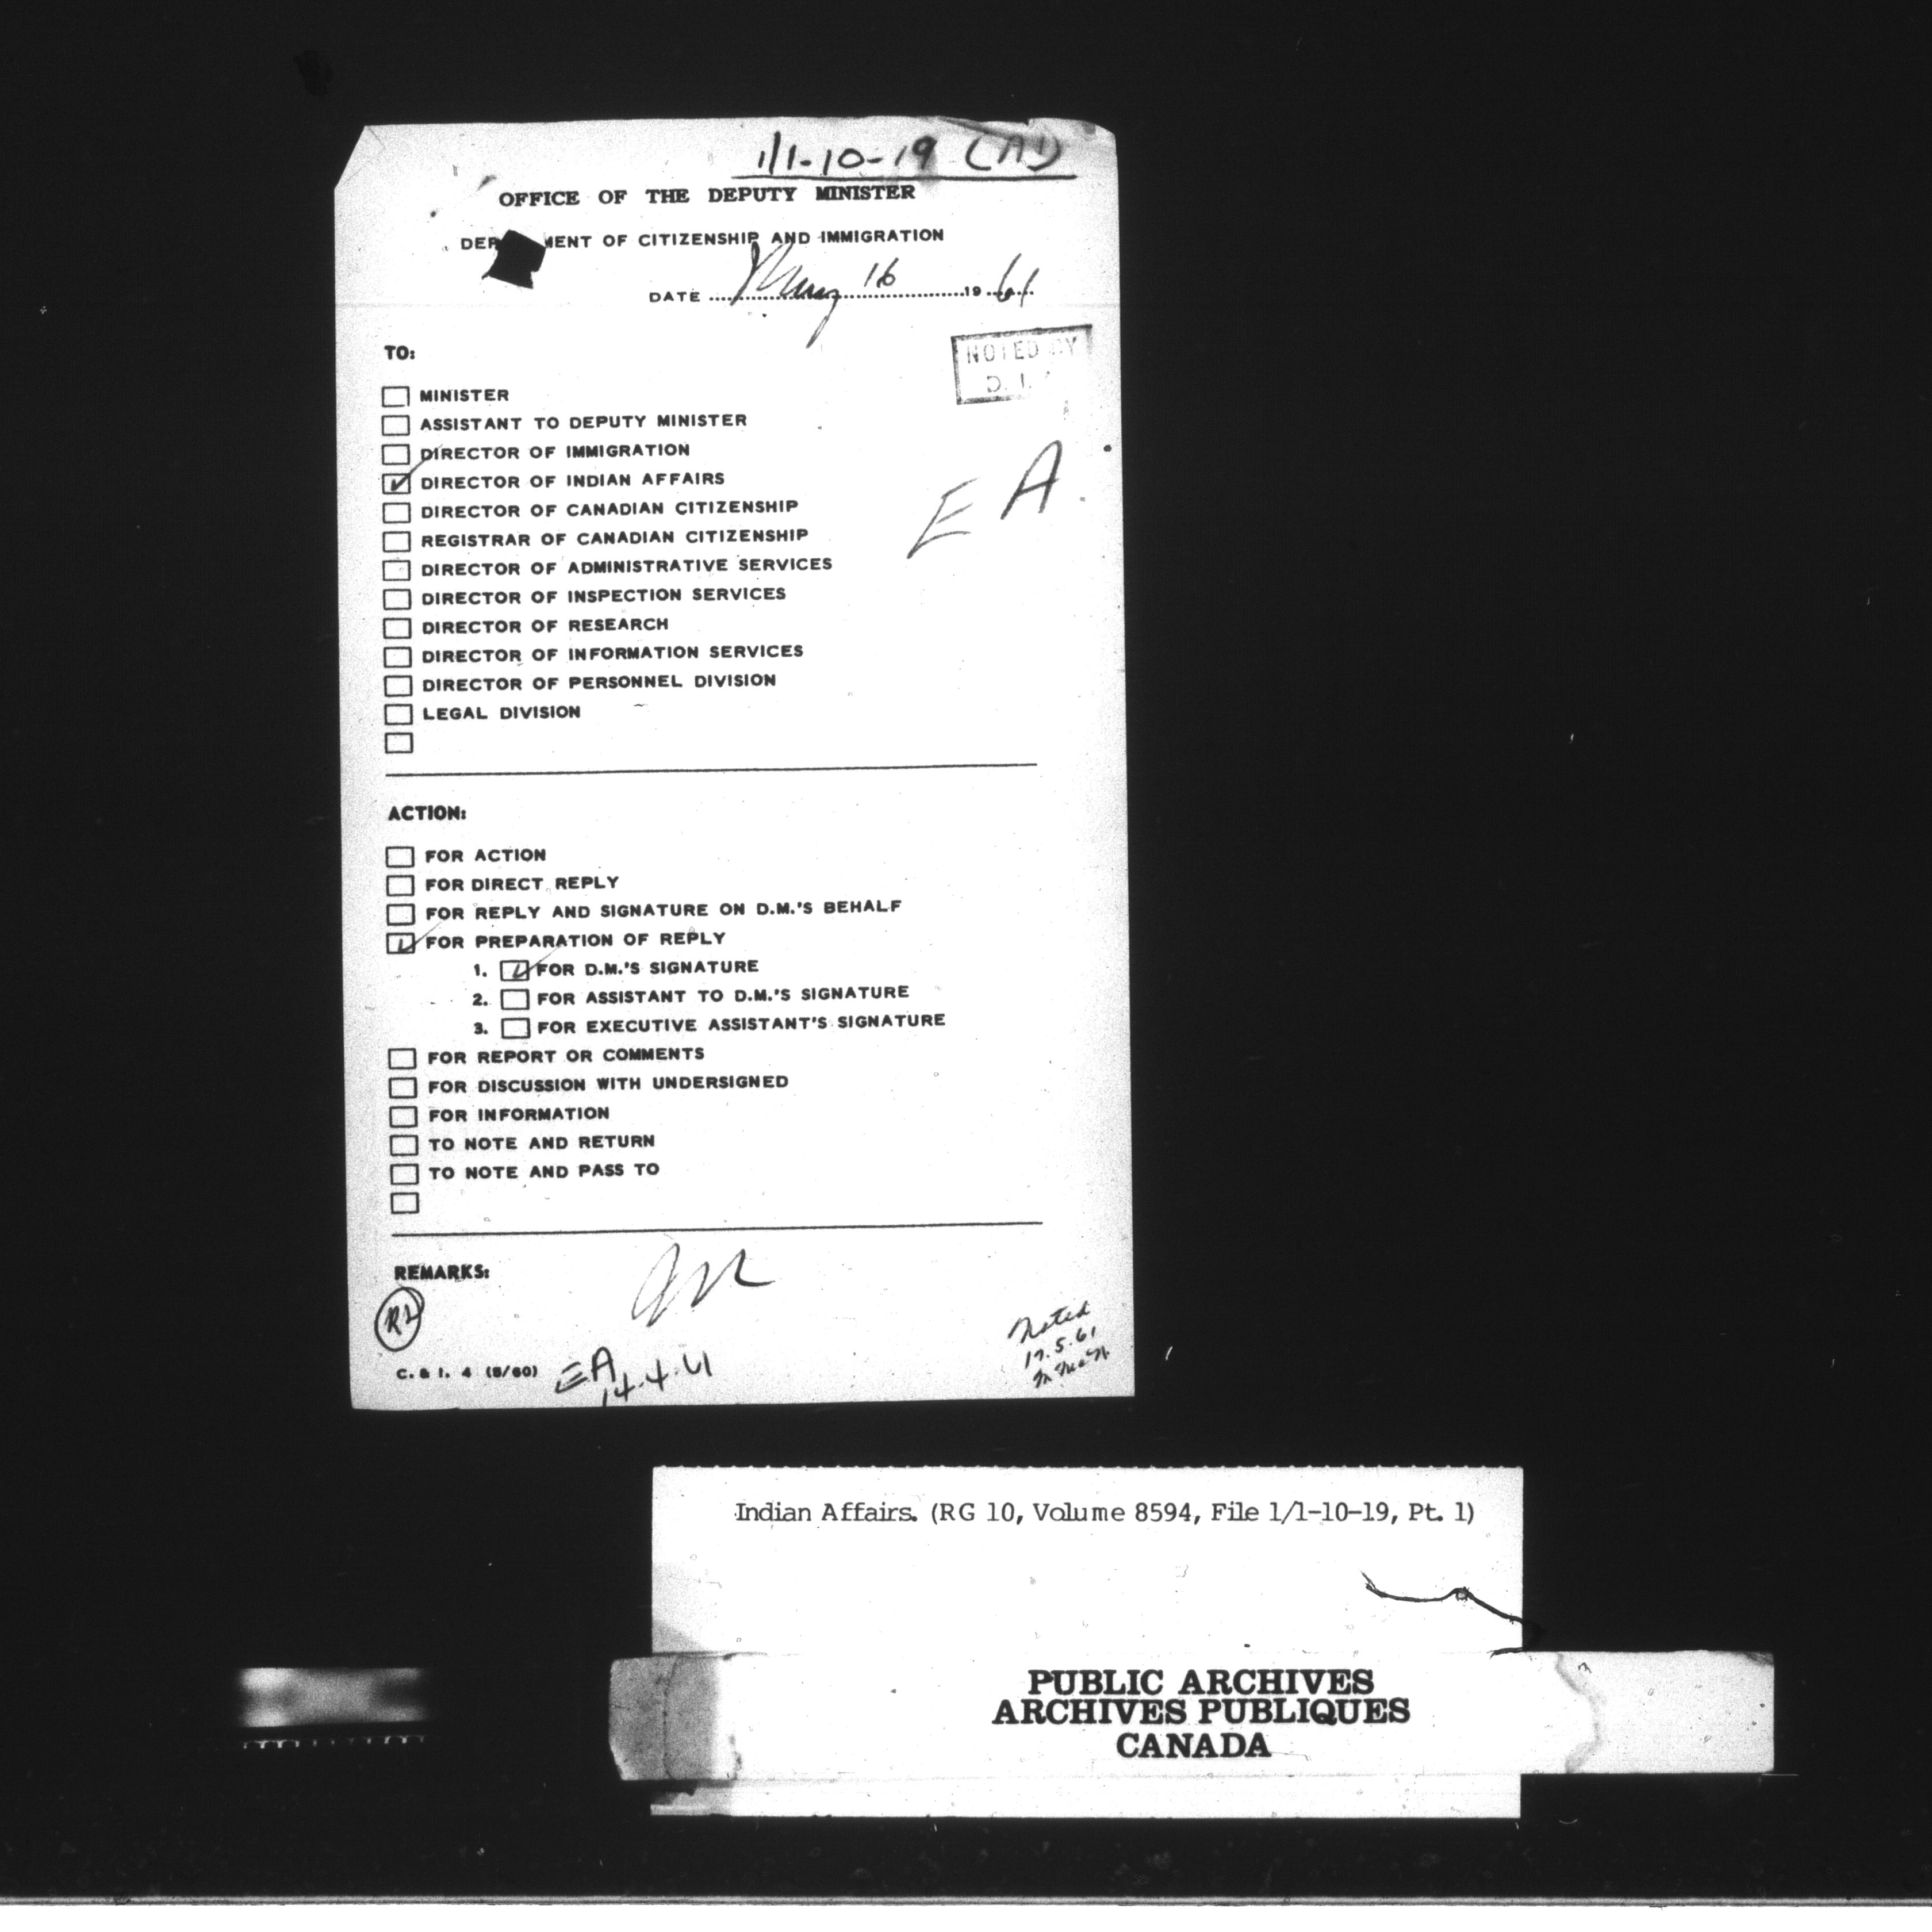 1/1-10-19 (A1)
OFFICE OF THE DEPUTY MINISTER
DEP MENT OF CITIZENSHIP AND IMMIGRATION
DATE May 16 1961
NOTED BY
D. I.
TO:
MINISTER
ASSISTANT TO DEPUTY MINISTER
DIRECTOR OF IMMIGRATION
DIRECTOR OF INDIAN AFFAIRS
DIRECTOR OF CANADIAN CITIZENSHIP
E A
REGISTRAR OF CANADIAN CITIZENSHIP
DIRECTOR OF ADMINISTRATIVE SERVICES
DIRECTOR OF INSPECTION SERVICES
DIRECTOR OF RESEARCH
DIRECTOR OF INFORMATION SERVICES
DIRECTOR OF PERSONNEL DIVISION
LEGAL DIVISION
ACTION:
FOR ACTION
FOR DIRECT REPLY
FOR REPLY AND SIGNATURE ON D.M.'S BEHALF
FOR PREPARATION OF REPLY
1. FOR D.M.'S SIGNATURE
2. FOR ASSISTANT TO D.M.'S SIGNATURE
3. FOR EXECUTIVE ASSISTANT'S SIGNATURE
FOR REPORT OR COMMENTS
FOR DISCUSSION WITH UNDERSIGNED
FOR INFORMATION
TO NOTE AND RETURN
TO NOTE AND PASS TO
REMARKS:
Noted
17.5.61
C. & I. 4 (5/60)
EA
14.4.61
Indian Affairs. (RG 10, Volume 8594, File 1/1-10-19, Pt. 1)
PUBLIC ARCHIVES
ARCHIVES PUBLIQUES
CANADA